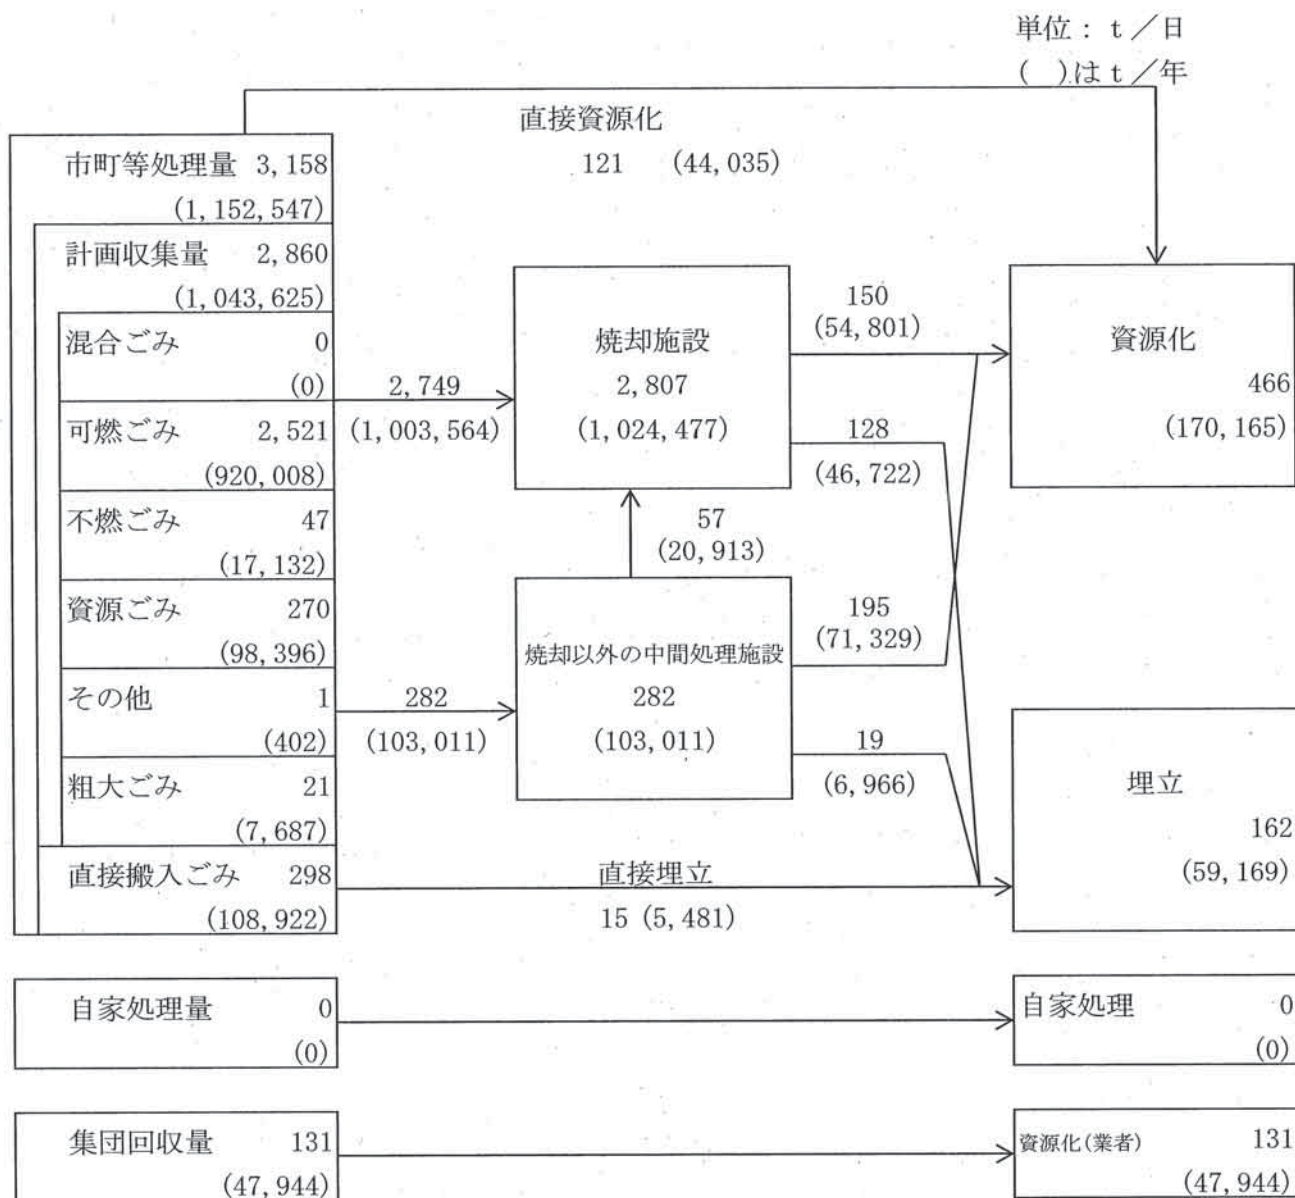 単位：ｔ／日
(　)はｔ／年
直接資源化
121 (44,035)
市町等処理量 3,158
(1,152,547)
計画収集量 2,860
(1,043,625)
混合ごみ 0
(0)
可燃ごみ 2,521
(920,008)
不燃ごみ 47
(17,132)
資源ごみ 270
(98,396)
その他 1
(402)
粗大ごみ 21
(7,687)
直接搬入ごみ 298
(108,922)
2,749
(1,003,564)
282
(103,011)
焼却施設
2,807
(1,024,477)
57
(20,913)
焼却以外の中間処理施設
282
(103,011)
150
(54,801)
128
(46,722)
195
(71,329)
19
(6,966)
直接埋立
15 (5,481)
資源化
466
(170,165)
埋立
162
(59,169)
自家処理量 0
(0)
自家処理 0
(0)
集団回収量 131
(47,944)
資源化(業者) 131
(47,944)